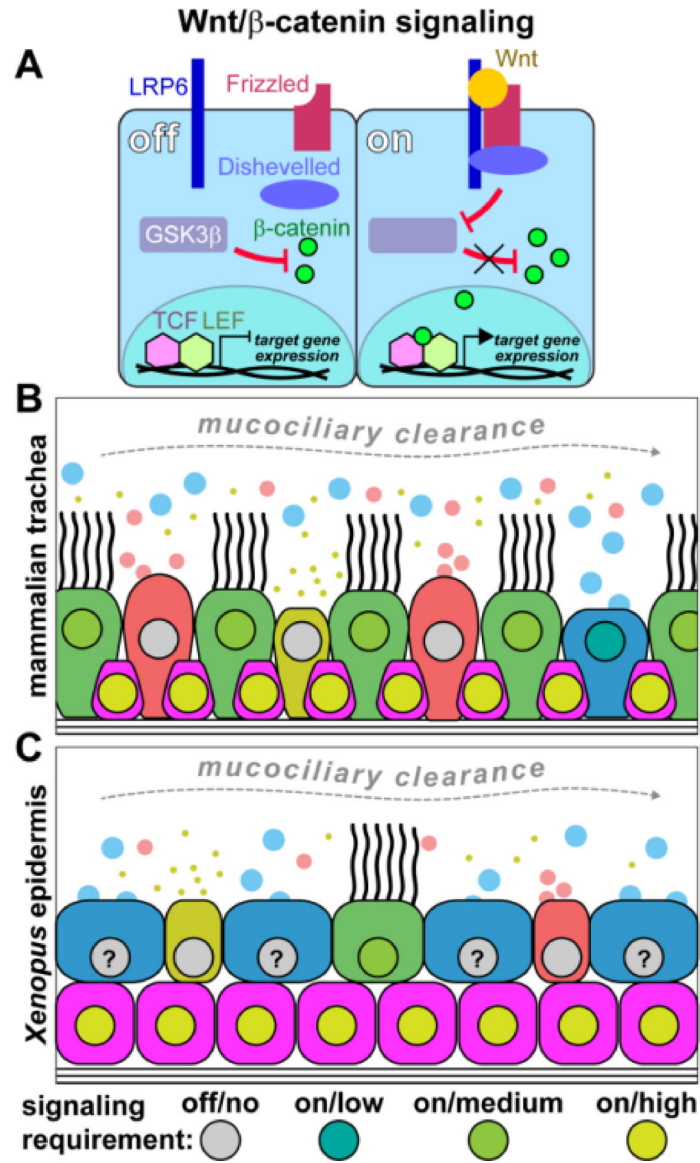 Wnt/β-catenin signaling
A
LRP6
Frizzled
Wnt
off
on
Dishevelled
GSK3β
β-catenin
TCF LEF
target gene
expression
target gene
expression
B
mammalian trachea
mucociliary clearance
C
Xenopus epidermis
mucociliary clearance
? ? ? ?
signaling
requirement:
off/no
on/low
on/medium
on/high